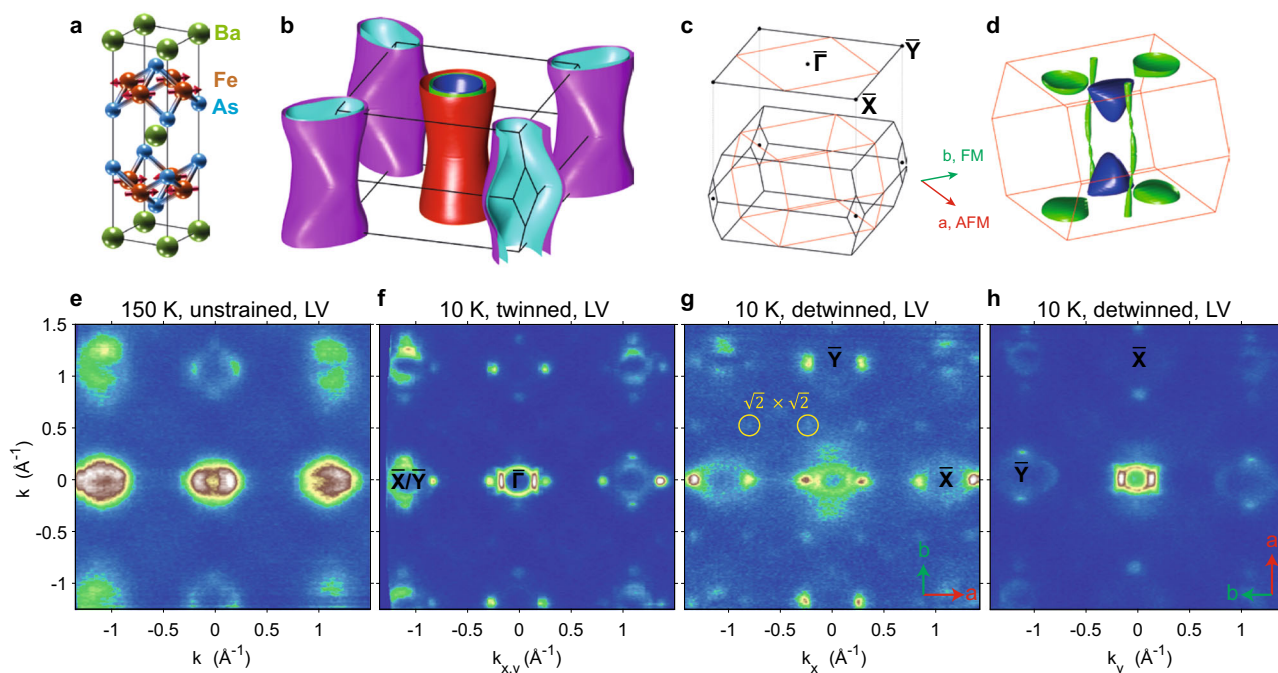 a
Ba
Fe
As
b
c
Γ̅
Y̅
X̅
b, FM
a, AFM
d
e
150 K, unstrained, LV
1.5
1
0.5
0
-0.5
-1
k (Å⁻¹)
-1 -0.5 0 0.5 1
k (Å⁻¹)
f
10 K, twinned, LV
X̅/Y̅
Γ̅
-1 -0.5 0 0.5 1
k_{x,y} (Å⁻¹)
g
10 K, detwinned, LV
Y̅
√2 × √2
X̅
b
a
-1 -0.5 0 0.5 1
k_x (Å⁻¹)
h
10 K, detwinned, LV
X̅
Y̅
a
b
-1 -0.5 0 0.5 1
k_y (Å⁻¹)